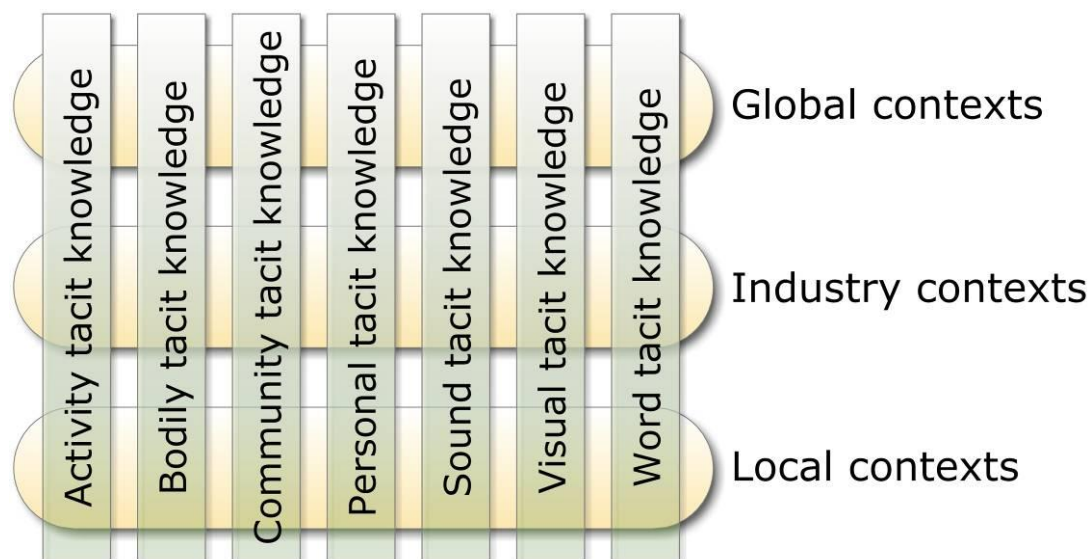 Activity tacit knowledge
Bodily tacit knowledge
Community tacit knowledge
Personal tacit knowledge
Sound tacit knowledge
Visual tacit knowledge
Word tacit knowledge
Global contexts
Industry contexts
Local contexts